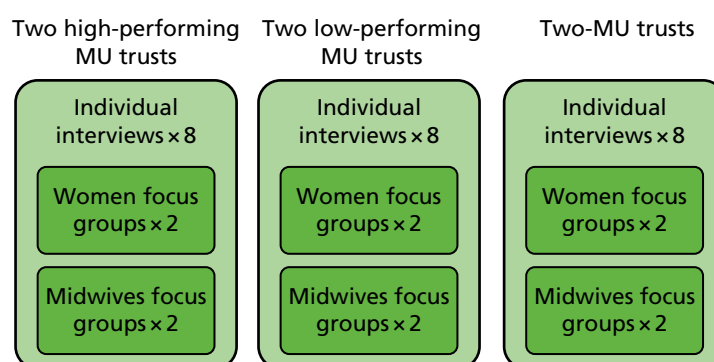 Two high-performing
MU trusts
Individual
interviews × 8
Women focus
groups × 2
Midwives focus
groups × 2
Two low-performing
MU trusts
Individual
interviews × 8
Women focus
groups × 2
Midwives focus
groups × 2
Two-MU trusts
Individual
interviews × 8
Women focus
groups × 2
Midwives focus
groups × 2